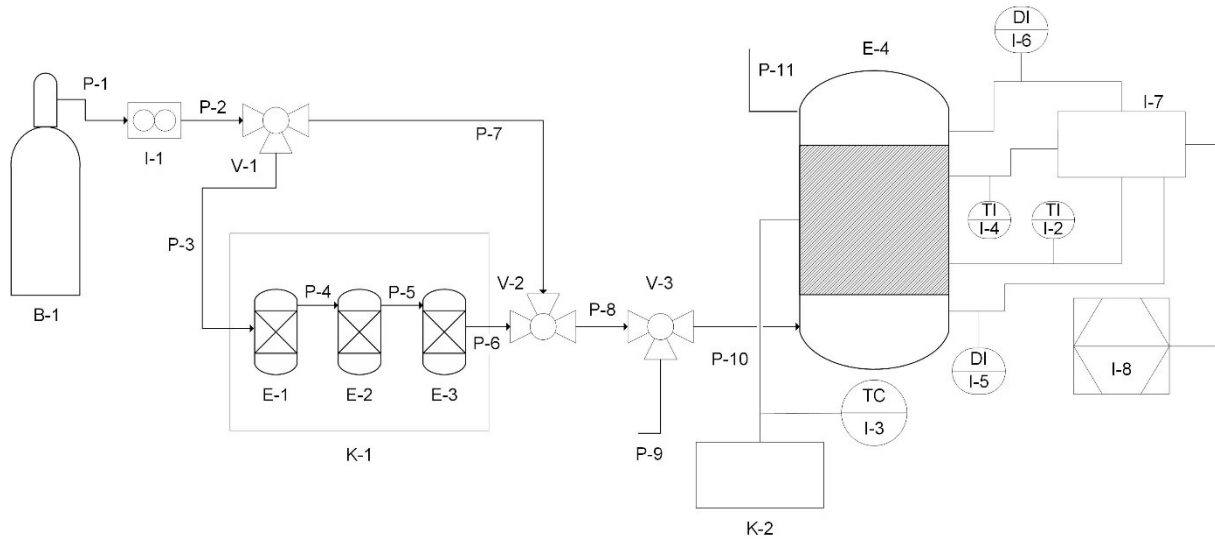 DI
I-6
E-4
P-11
P-1
P-2
I-7
I-1
P-7
V-1
TI
I-4
TI
I-2
P-3
P-4
P-5
V-2
V-3
P-8
B-1
P-6
P-10
DI
I-5
I-8
E-1
E-2
E-3
TC
I-3
K-1
P-9
K-2